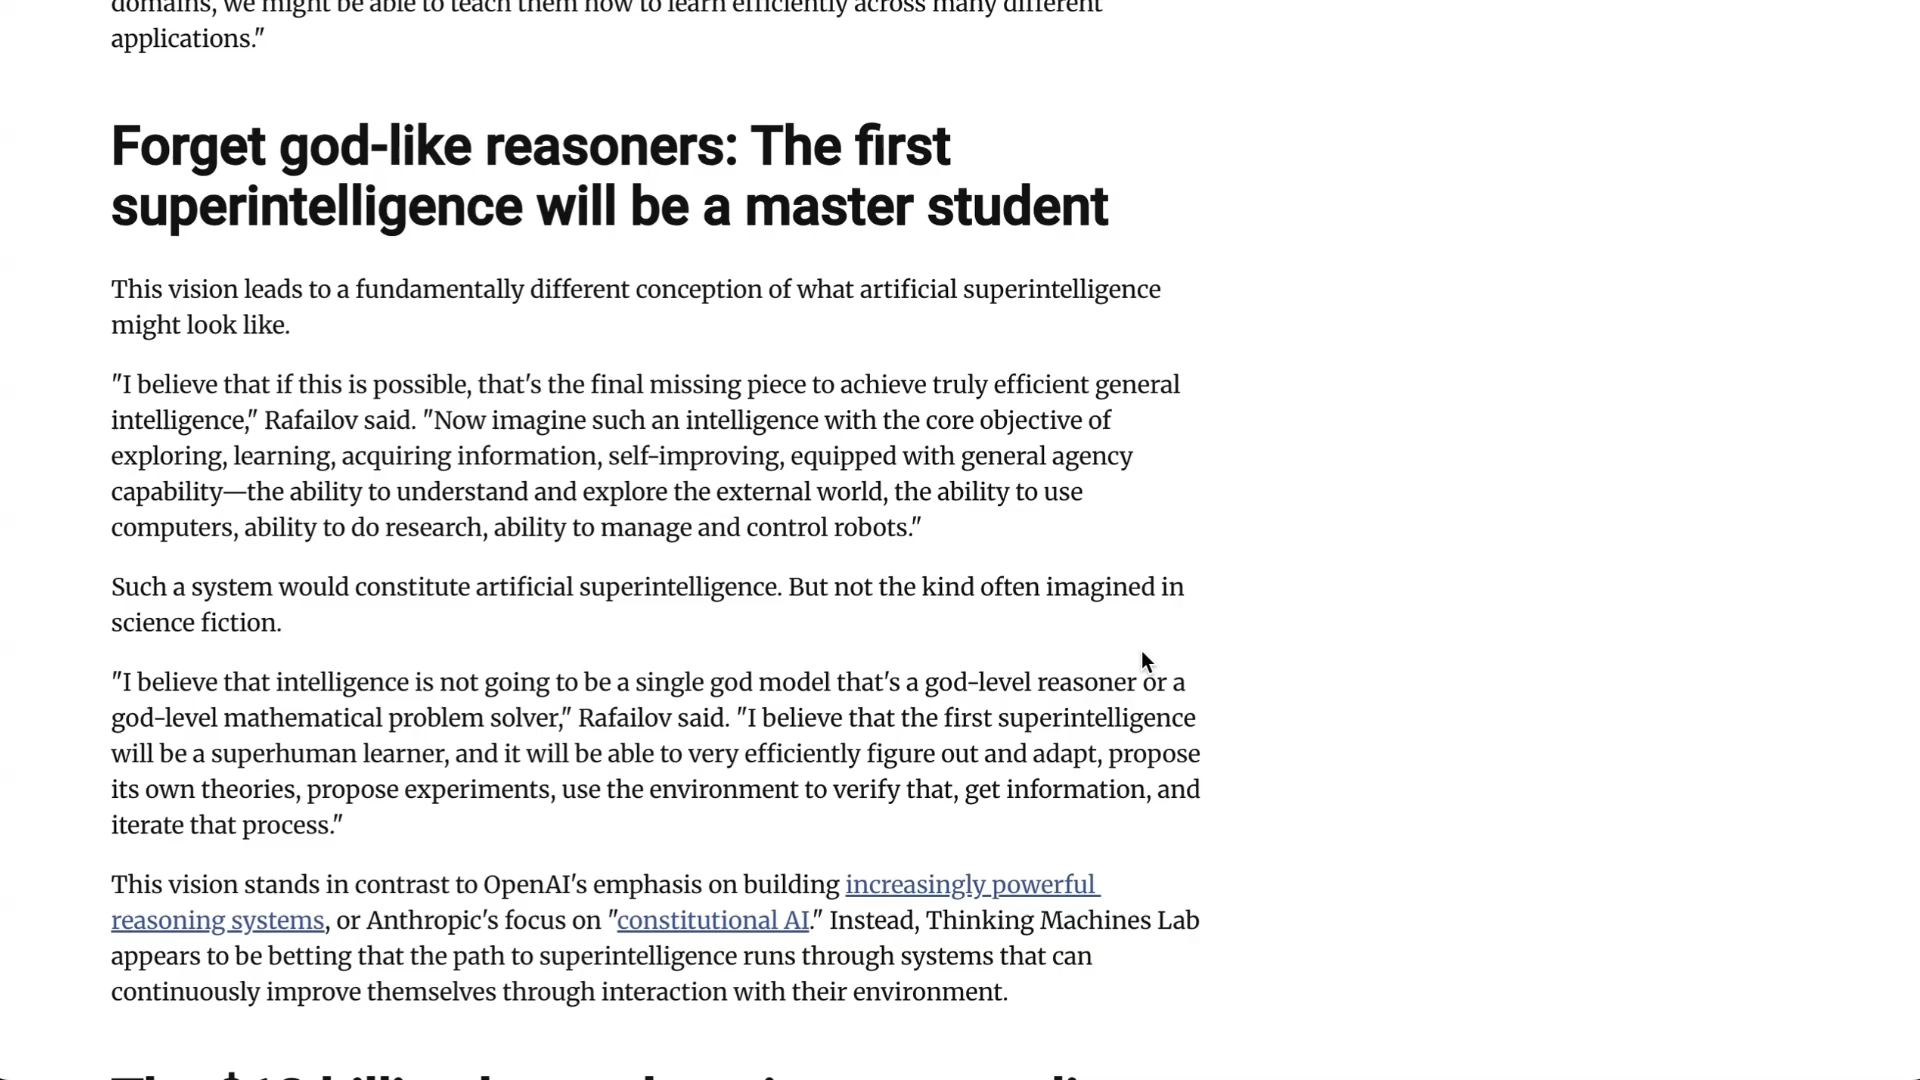 domains, we might be able to teach them how to learn efficiently across many different
applications."
Forget god-like reasoners: The first
superintelligence will be a master student
This vision leads to a fundamentally different conception of what artificial superintelligence
might look like.
"I believe that if this is possible, that's the final missing piece to achieve truly efficient general
intelligence," Rafailov said. "Now imagine such an intelligence with the core objective of
exploring, learning, acquiring information, self-improving, equipped with general agency
capability—the ability to understand and explore the external world, the ability to use
computers, ability to do research, ability to manage and control robots."
Such a system would constitute artificial superintelligence. But not the kind often imagined in
science fiction.
"I believe that intelligence is not going to be a single god model that's a god-level reasoner or a
god-level mathematical problem solver," Rafailov said. "I believe that the first superintelligence
will be a superhuman learner, and it will be able to very efficiently figure out and adapt, propose
its own theories, propose experiments, use the environment to verify that, get information, and
iterate that process."
This vision stands in contrast to OpenAI's emphasis on building increasingly powerful
reasoning systems, or Anthropic's focus on "constitutional AI." Instead, Thinking Machines Lab
appears to be betting that the path to superintelligence runs through systems that can
continuously improve themselves through interaction with their environment.